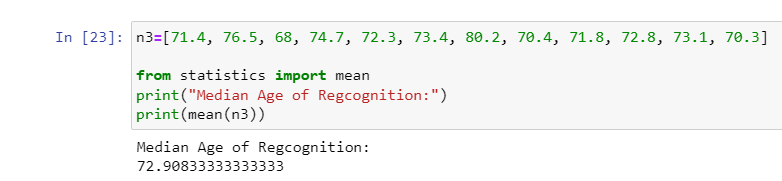 In [23]: n3=[71.4, 76.5, 68, 74.7, 72.3, 73.4, 80.2, 70.4, 71.8, 72.8, 73.1, 70.3]
from statistics import mean
print("Median Age of Regcognition:")
print(mean(n3))
Median Age of Regcognition:
72.90833333333333